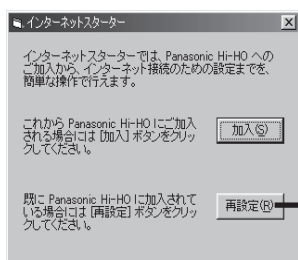 インターネットスターター
インターネットスターターでは、Panasonic Hi-HO への
ご加入から、インターネット接続のための設定までを、
簡単な操作で行えます。
これから Panasonic Hi-HO にご加入
される場合には [加入] ボタンをクリッ
クしてください。
加入(S)
既に Panasonic Hi-HO に加入されて
いる場合には [再設定] ボタンをクリッ
クしてください。
再設定(R)